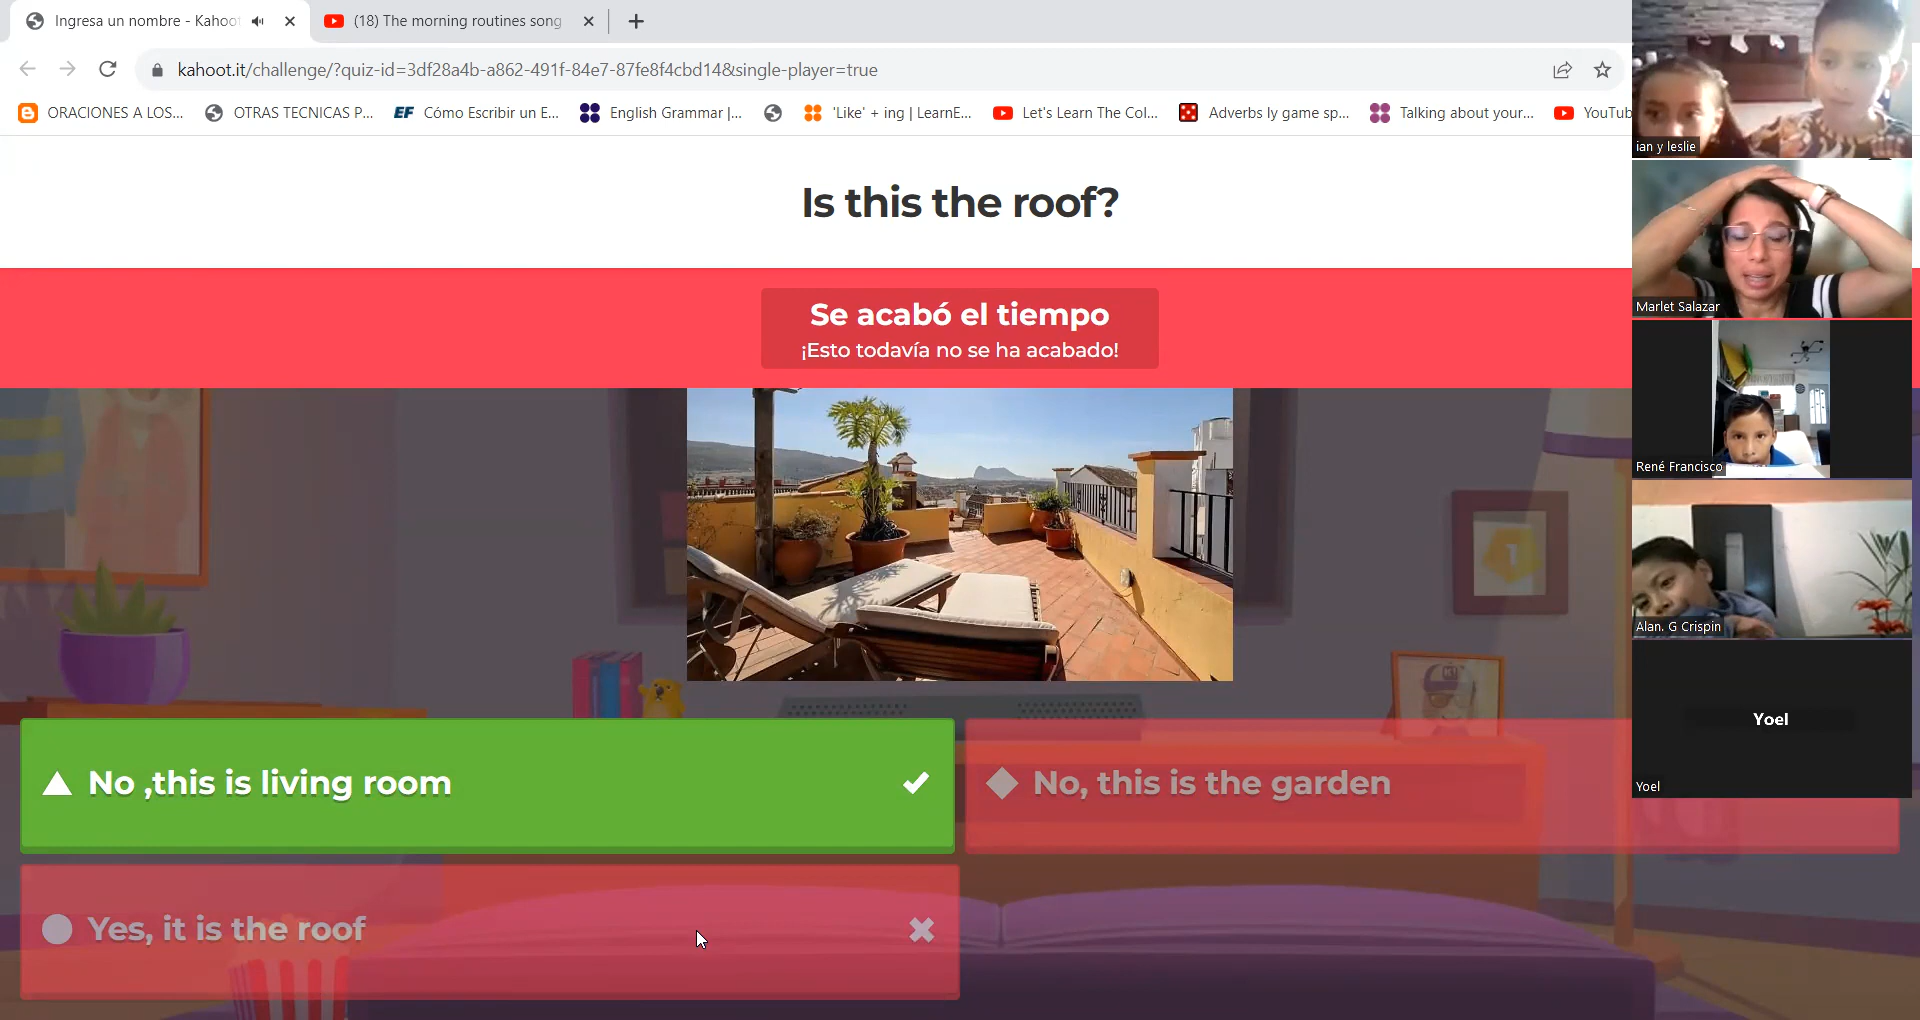 Ingresa un nombre - Kahoo
(18) The morning routines song
kahoot.it/challenge/?quiz-id=3df28a4b-a862-491f-84e7-87fe8f4cbd14&single-player=true
ORACIONES A LOS...
OTRAS TECNICAS P...
EF Cómo Escribir un E...
English Grammar |...
'Like' + ing | LearnE...
Let's Learn The Col...
Adverbs ly game sp...
Talking about your...
YouTub
Is this the roof?
Se acabó el tiempo
¡Esto todavía no se ha acabado!
No ,this is living room
No, this is the garden
Yes, it is the roof
ian y leslie
Marlet Salazar
René Francisco
Alan. G Crispin
Yoel
Yoel
1